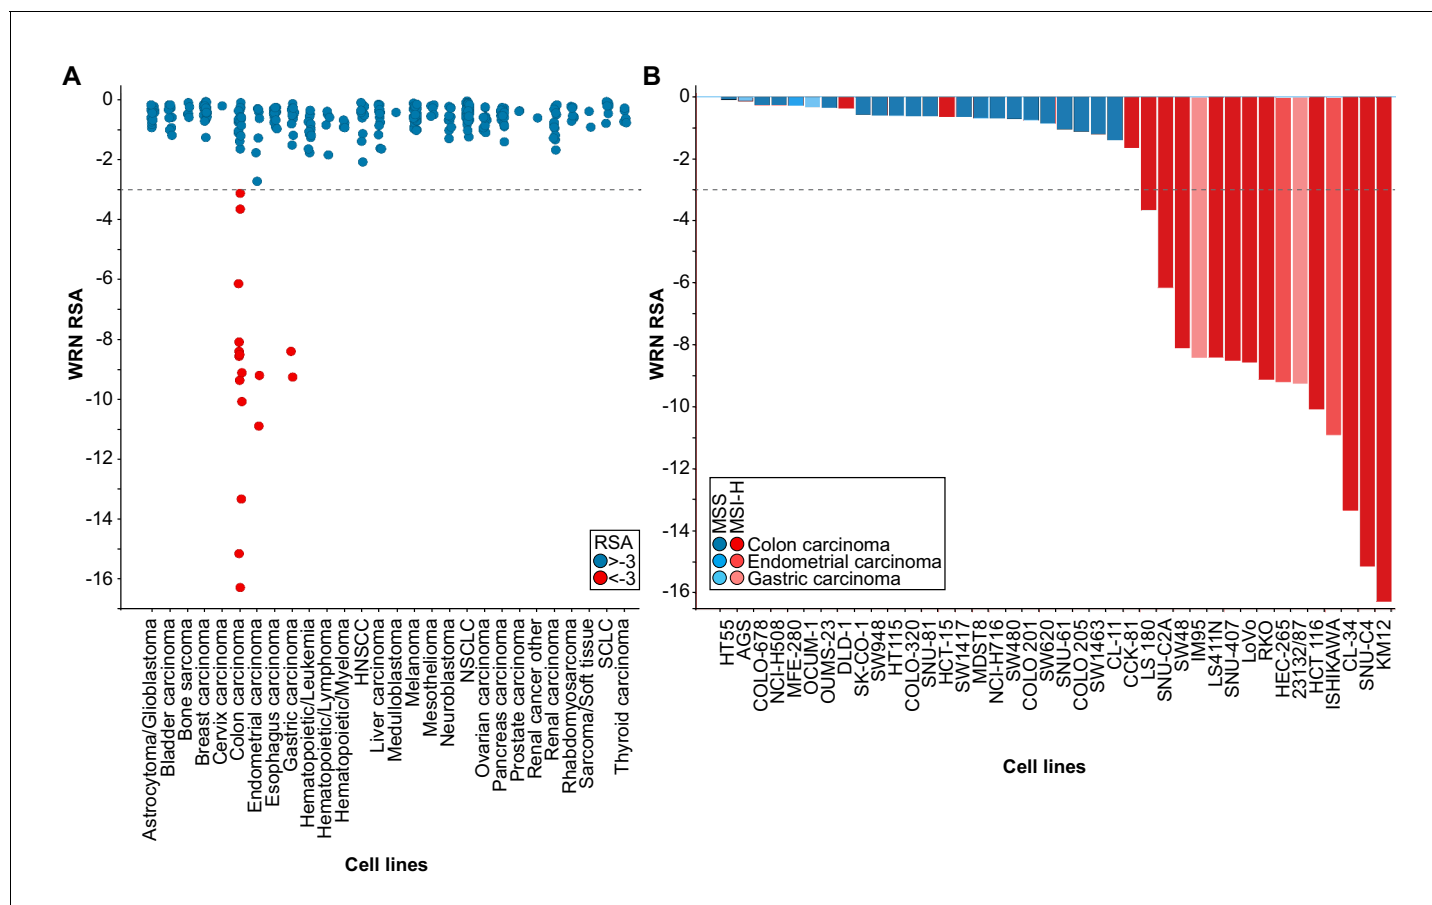 A
WRN RSA
0
-2
-4
-6
-8
-10
-12
-14
-16
RSA
>-3
<-3
Astrocytoma/Glioblastoma
Bladder carcinoma
Bone sarcoma
Breast carcinoma
Cervix carcinoma
Colon carcinoma
Endometrial carcinoma
Esophagus carcinoma
Gastric carcinoma
Hematopoietic/Leukemia
Hematopoietic/Lymphoma
Hematopoietic/Myeloma
HNSCC
Liver carcinoma
Medulloblastoma
Melanoma
Mesothelioma
Neuroblastoma
NSCLC
Ovarian carcinoma
Pancreas carcinoma
Prostate carcinoma
Renal cancer other
Renal carcinoma
Rhabdomyosarcoma
Sarcoma/Soft tissue
SCLC
Thyroid carcinoma
Cell lines
B
WRN RSA
0
-2
-4
-6
-8
-10
-12
-14
-16
MSS
MSI-H
Colon carcinoma
Endometrial carcinoma
Gastric carcinoma
HT55
AGS
COLO-678
NCI-H508
MFE-280
OCUM-1
OUMS-23
DLD-1
SK-CO-1
SW948
HT115
COLO-320
SNU-81
HCT-15
SW1417
MDST8
NCI-H716
SW480
COLO 201
SW620
SNU-61
COLO 205
SW1463
CL-11
CCK-81
LS 180
SNU-C2A
SW48
IM95
LS411N
SNU-407
LoVo
RKO
HEC-265
23132/87
HCT 116
ISHIKAWA
CL-34
SNU-C4
KM12
Cell lines